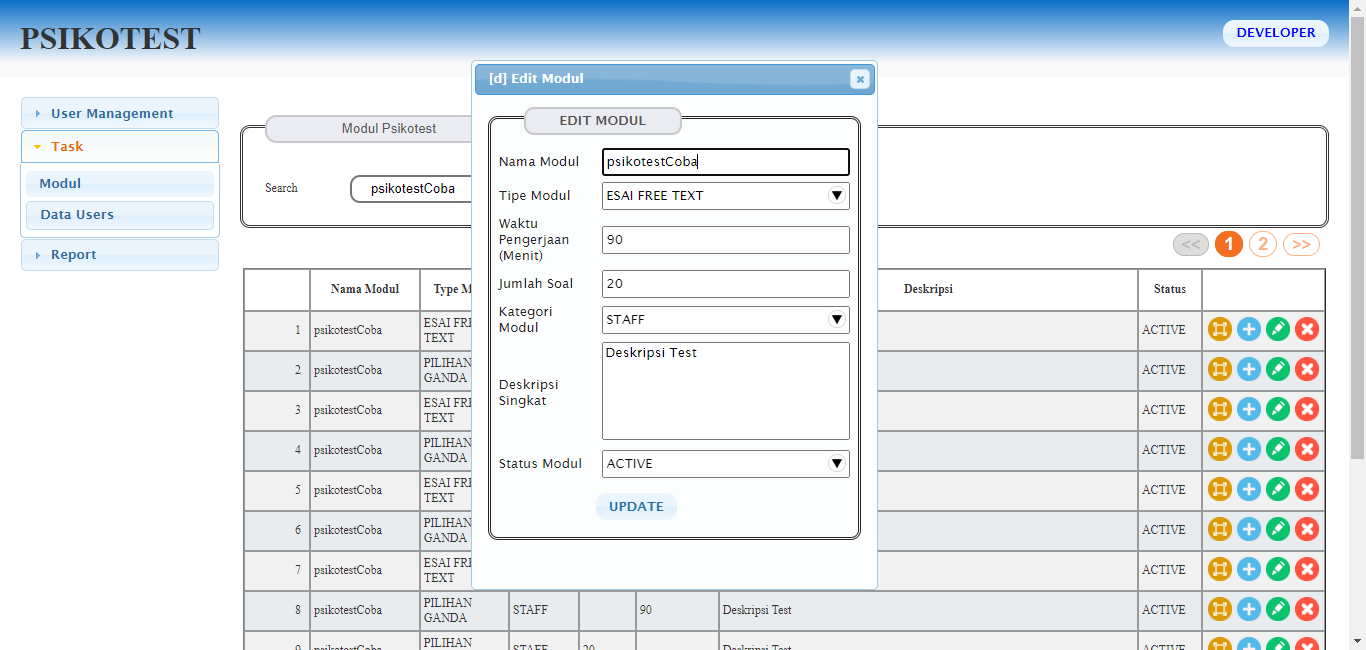 PSIKOTEST
DEVELOPER
User Management
Task
Modul
Data Users
Report
Modul Psikotest
Search
psikotestCoba
[d] Edit Modul
EDIT MODUL
Nama Modul
psikotestCoba
Tipe Modul
ESAI FREE TEXT
Waktu
Pengerjaan
(Menit)
90
Jumlah Soal
20
Kategori
Modul
STAFF
Deskripsi
Singkat
Deskripsi Test
Status Modul
ACTIVE
UPDATE
<< 1 2 >>
Nama Modul Type M Deskripsi Status
1 psikotestCoba ESAI FRE
TEXT
ACTIVE
2 psikotestCoba PILIHAN
GANDA
ACTIVE
3 psikotestCoba ESAI FRE
TEXT
ACTIVE
4 psikotestCoba PILIHAN
GANDA
ACTIVE
5 psikotestCoba ESAI FRE
TEXT
ACTIVE
6 psikotestCoba PILIHAN
GANDA
ACTIVE
7 psikotestCoba ESAI FRE
TEXT
ACTIVE
8 psikotestCoba PILIHAN
GANDA
STAFF 90 Deskripsi Test ACTIVE
9 psikotestCoba PILIHAN
STAFF 20 Deskripsi Test ACTIVE